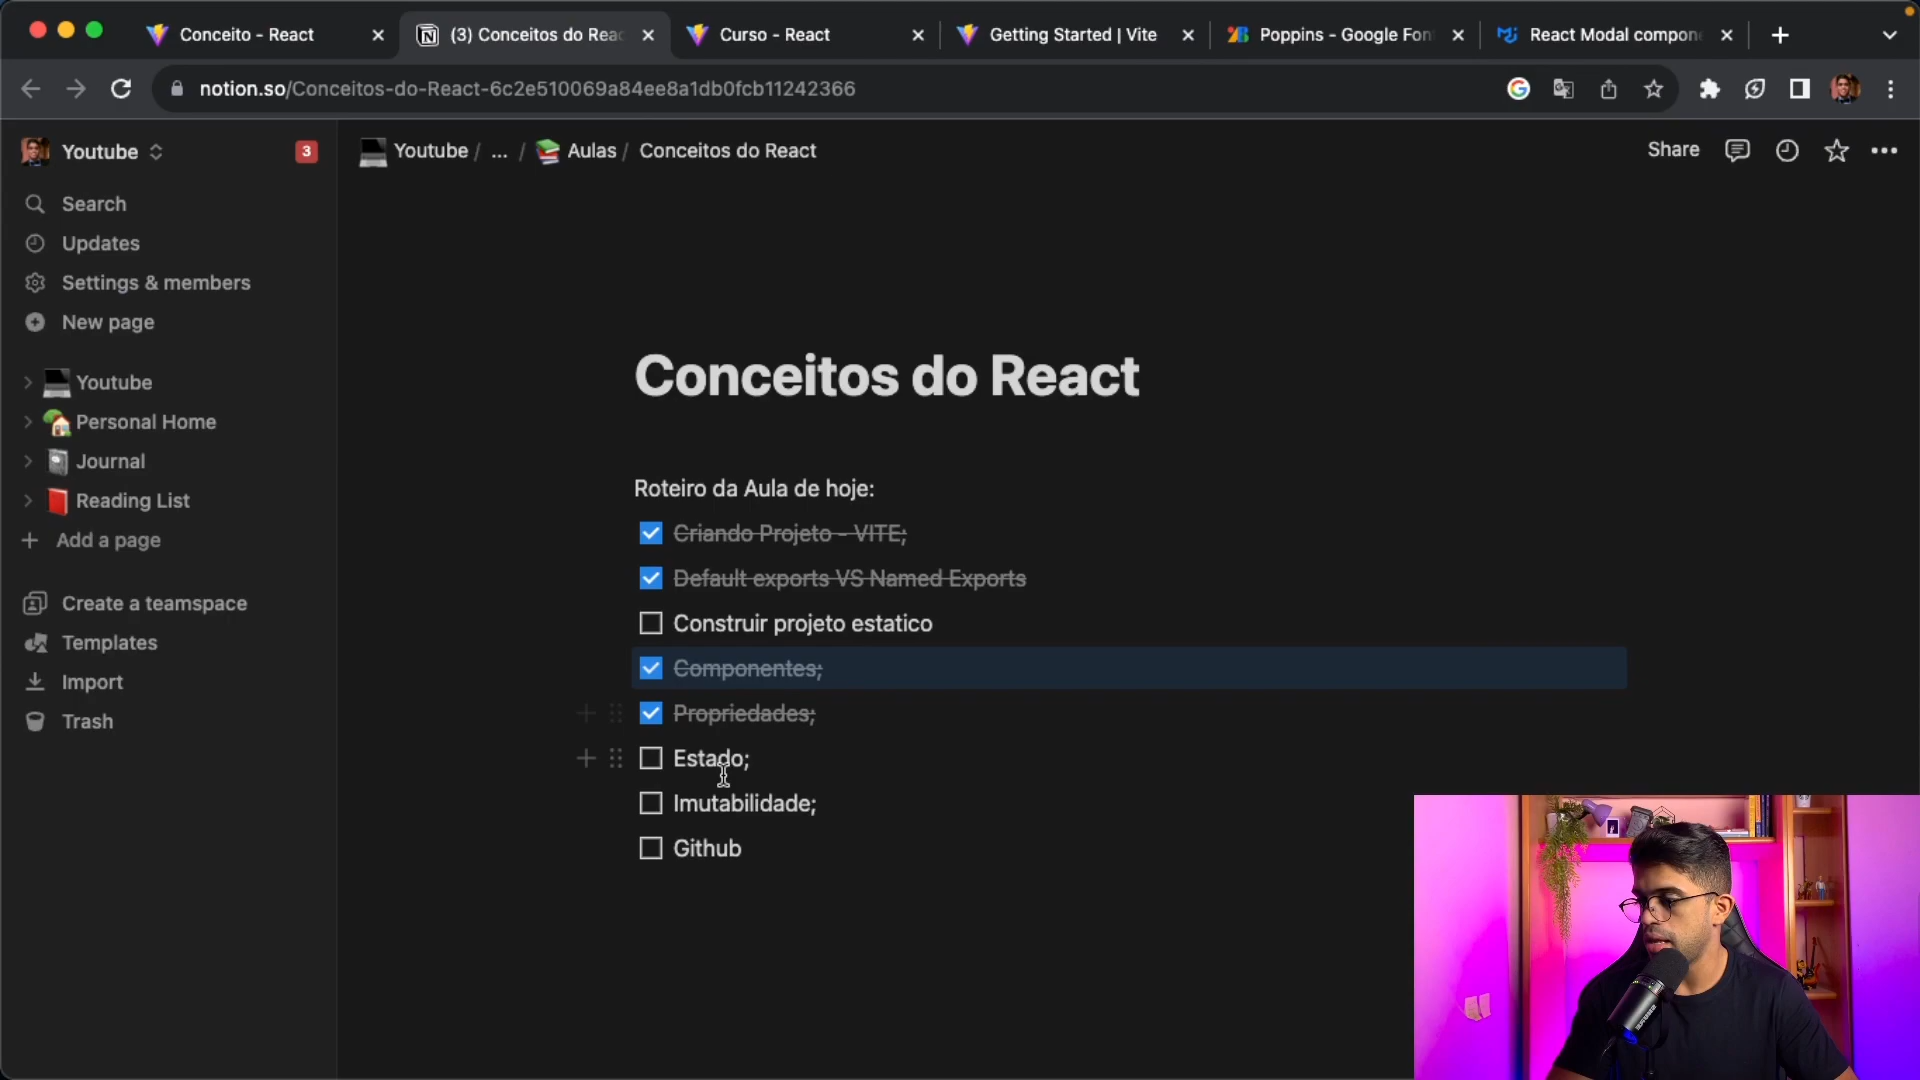 Conceito - React
(3) Conceitos do Reac
Curso - React
Getting Started | Vite
Poppins - Google Fon
React Modal compon
notion.so/Conceitos-do-React-6c2e510069a84ee8a1db0fcb11242366
Youtube
3
Youtube / ... / Aulas / Conceitos do React
Share
Search
Updates
Settings & members
New page
Youtube
Personal Home
Journal
Reading List
Add a page
Create a teamspace
Templates
Import
Trash
Conceitos do React
Roteiro da Aula de hoje:
Criando Projeto - VITE;
Default exports VS Named Exports
Construir projeto estatico
Componentes;
Propriedades;
Estado;
Imutabilidade;
Github